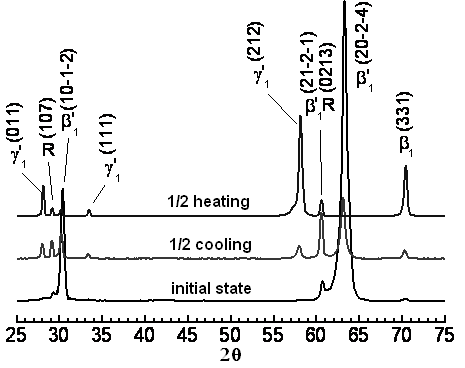 γ'₁(011)
R (107)
β'₁(10-1-2)
γ'₁(111)
γ'₁(212)
β'₁(21-2-1)
R (0213)
β'₁(20-2-4)
β₁(331)
1/2 heating
1/2 cooling
initial state
25 30 35 40 45 50 55 60 65 70 75
2θ